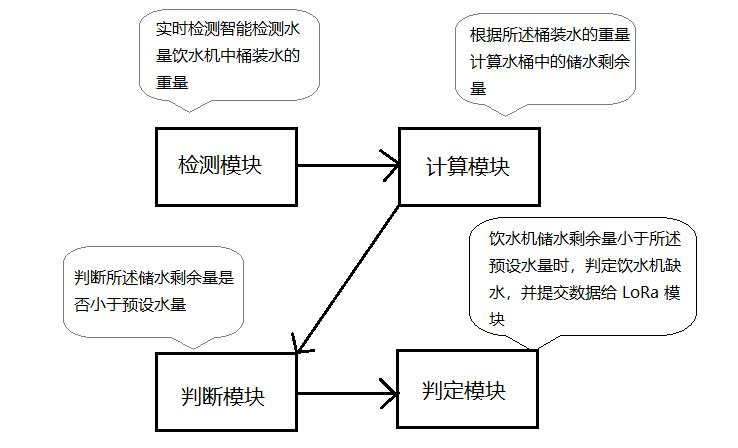 实时检测智能检测水
量饮水机中桶装水的
重量
根据所述桶装水的重量
计算水桶中的储水剩余
量
检测模块
计算模块
判断所述储水剩余量是
否小于预设水量
饮水机储水剩余量小于所述
预设水量时，判定饮水机缺
水，并提交数据给 LoRa 模
块
判断模块
判定模块